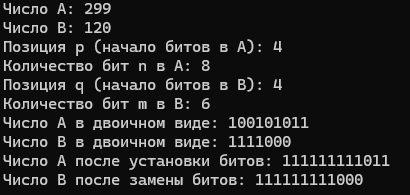 Число A: 299
Число B: 120
Позиция p (начало битов в A): 4
Количество бит n в A: 8
Позиция q (начало битов в B): 4
Количество бит m в B: 6
Число A в двоичном виде: 100101011
Число B в двоичном виде: 1111000
Число A после установки битов: 111111111011
Число B после замены битов: 111111111000